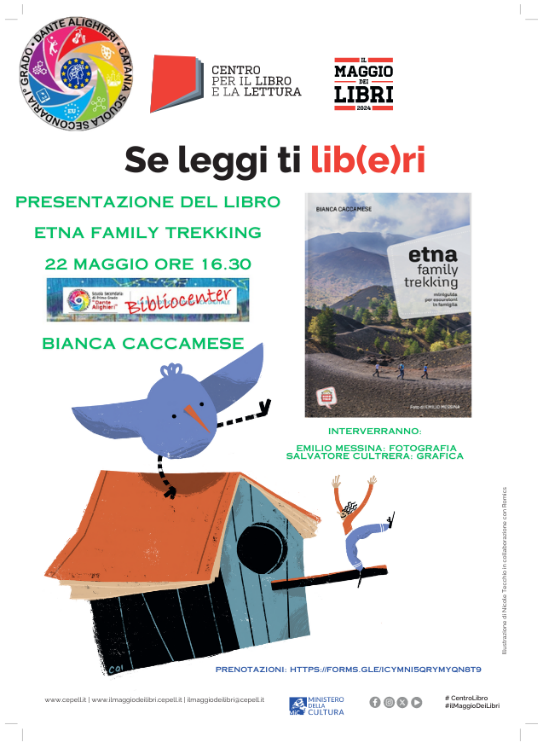 SCUOLA SECONDARIA I° GRADO • DANTE ALIGHIERI • CATANIA
CENTRO
PER IL LIBRO
E LA LETTURA
IL
MAGGIO
DEI
LIBRI
2024
Se leggi ti lib(e)ri
PRESENTAZIONE DEL LIBRO
ETNA FAMILY TREKKING
22 MAGGIO ORE 16.30
Scuola Secondaria
di Primo Grado
"Dante
Alighieri"
Bibliocenter
BIANCA CACCAMESE
BIANCA CACCAMESE
etna
family
trekking
miniguida
per escursioni
in famiglia
Foto di EMILIO MESSINA
INTERVERRANNO:
EMILIO MESSINA: FOTOGRAFIA
SALVATORE CULTRERA: GRAFICA
Illustrazione di Nicole Tecchio in collaborazione con Romics
PRENOTAZIONI: HTTPS://FORMS.GLE/ICYMNI5QRYMYQN8T9
www.cepell.it | www.ilmaggiodeilibri.cepell.it | ilmaggiodeilibri@cepell.it
MINISTERO
DELLA
CULTURA
# CentroLibro
#ilMaggioDeiLibri